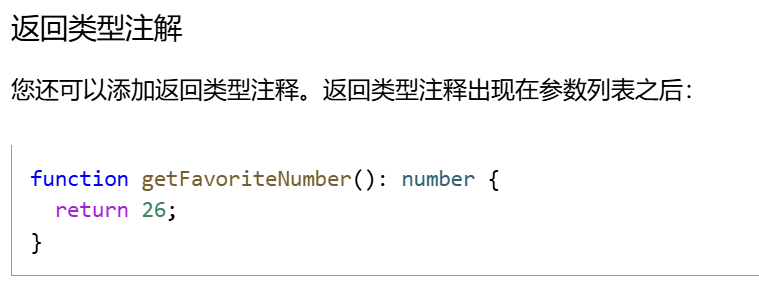 返回类型注解
您还可以添加返回类型注释。返回类型注释出现在参数列表之后：
function getFavoriteNumber(): number {
  return 26;
}